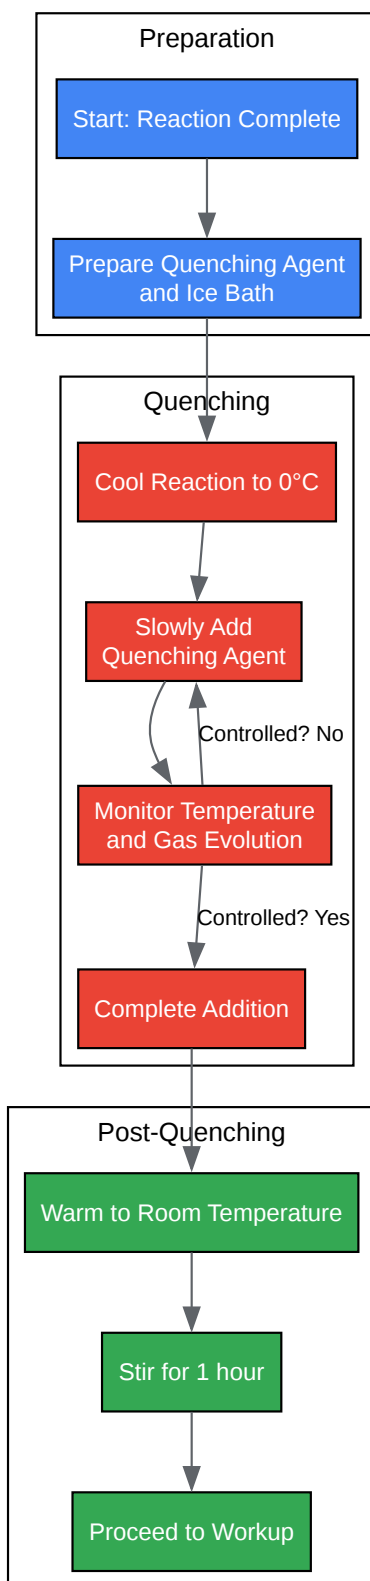 Preparation
Start: Reaction Complete
Prepare Quenching Agent
and Ice Bath
Quenching
Cool Reaction to 0°C
Slowly Add
Quenching Agent
Controlled? No
Monitor Temperature
and Gas Evolution
Controlled? Yes
Complete Addition
Post-Quenching
Warm to Room Temperature
Stir for 1 hour
Proceed to Workup